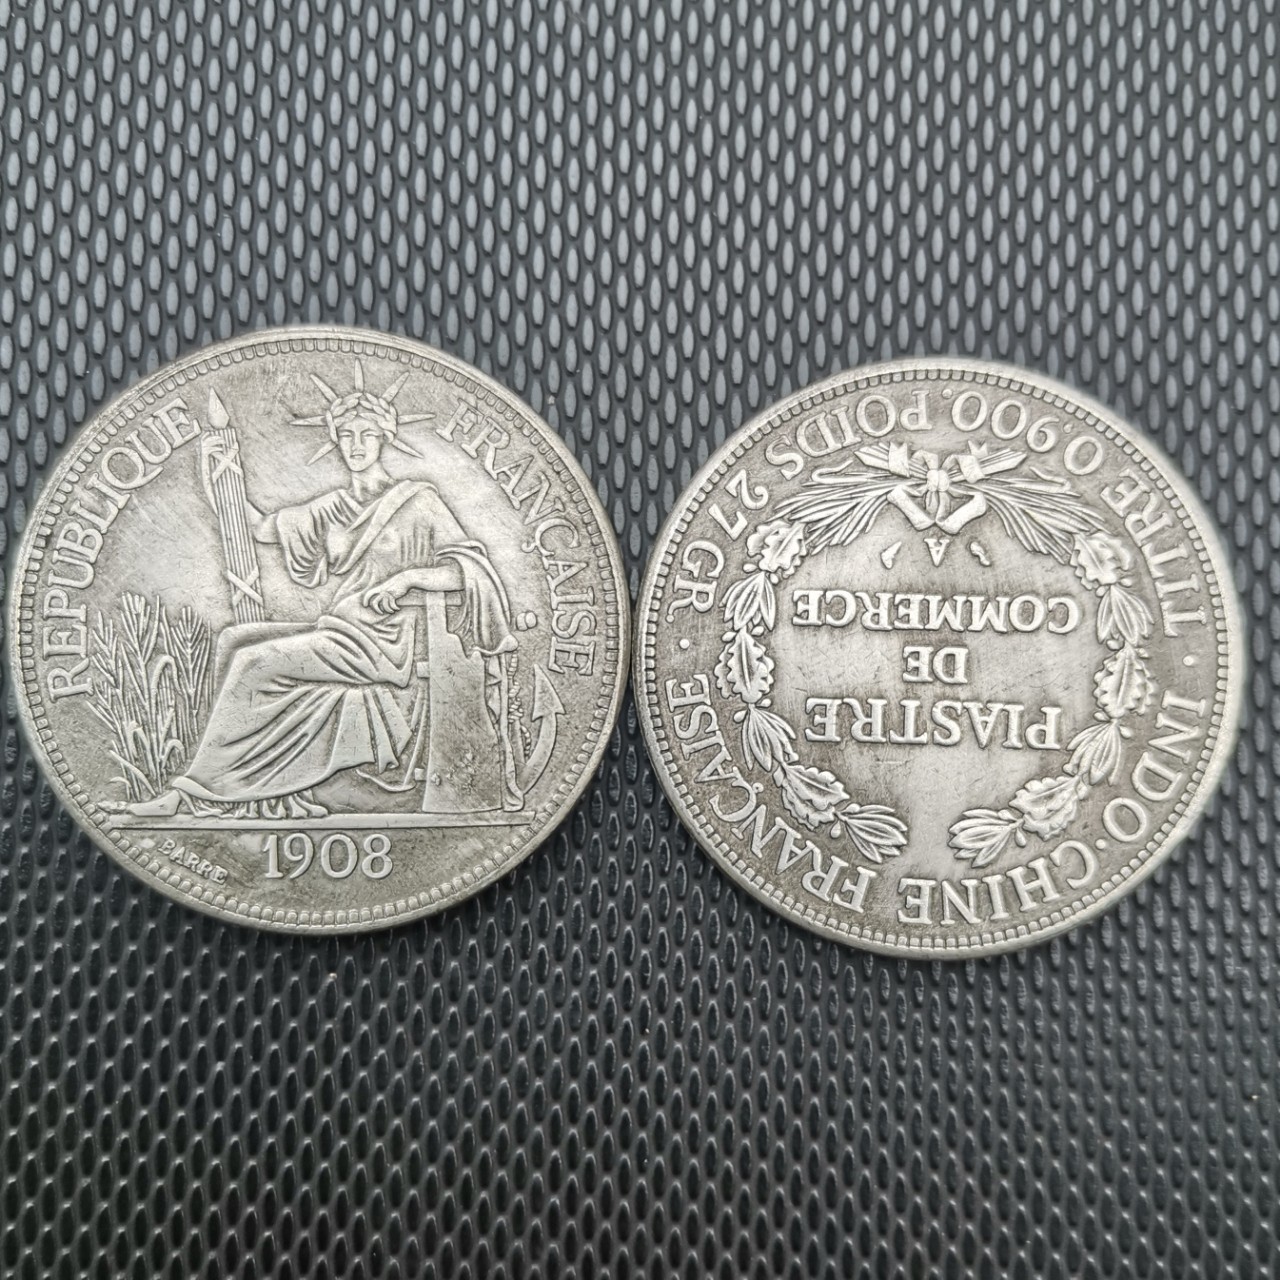 REPUBLIQUE FRANÇAISE
BARRE
1908
INDO·CHINE FRANÇAISE
PIASTRE
DE
COMMERCE
A
TITRE 0,900. POIDS 27 GR.